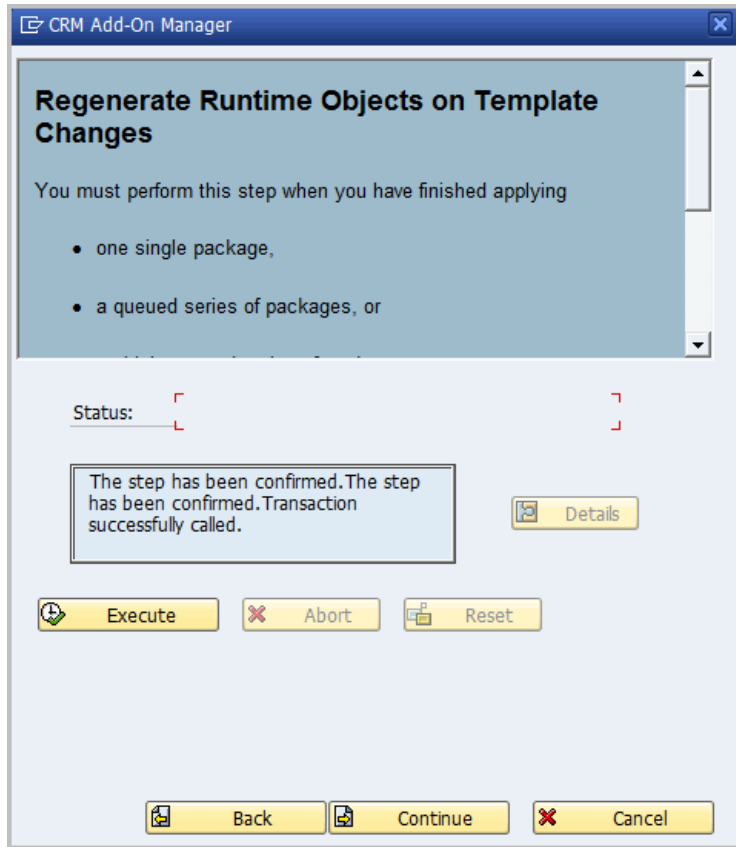 CRM Add-On Manager
Regenerate Runtime Objects on Template
Changes
You must perform this step when you have finished applying
• one single package,
• a queued series of packages, or
Status:
The step has been confirmed.The step
has been confirmed.Transaction
successfully called.
Details
Execute
Abort
Reset
Back
Continue
Cancel